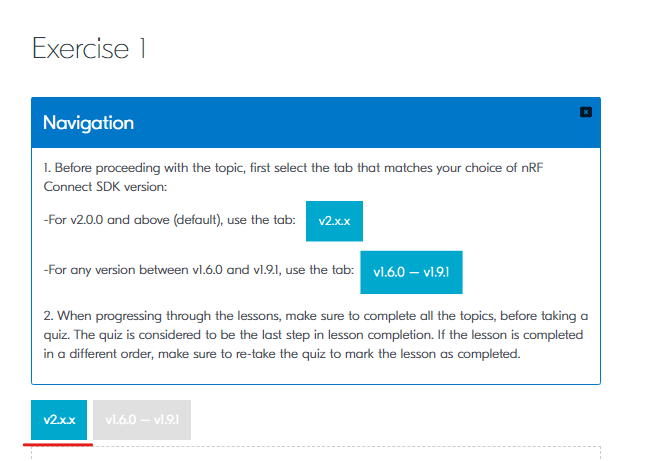 Exercise 1
Navigation
x
1. Before proceeding with the topic, first select the tab that matches your choice of nRF
Connect SDK version:
-For v2.0.0 and above (default), use the tab: v2.x.x
-For any version between v1.6.0 and v1.9.1, use the tab: v1.6.0 – v1.9.1
2. When progressing through the lessons, make sure to complete all the topics, before taking a
quiz. The quiz is considered to be the last step in lesson completion. If the lesson is completed
in a different order, make sure to re-take the quiz to mark the lesson as completed.
v2.x.x v1.6.0 – v1.9.1